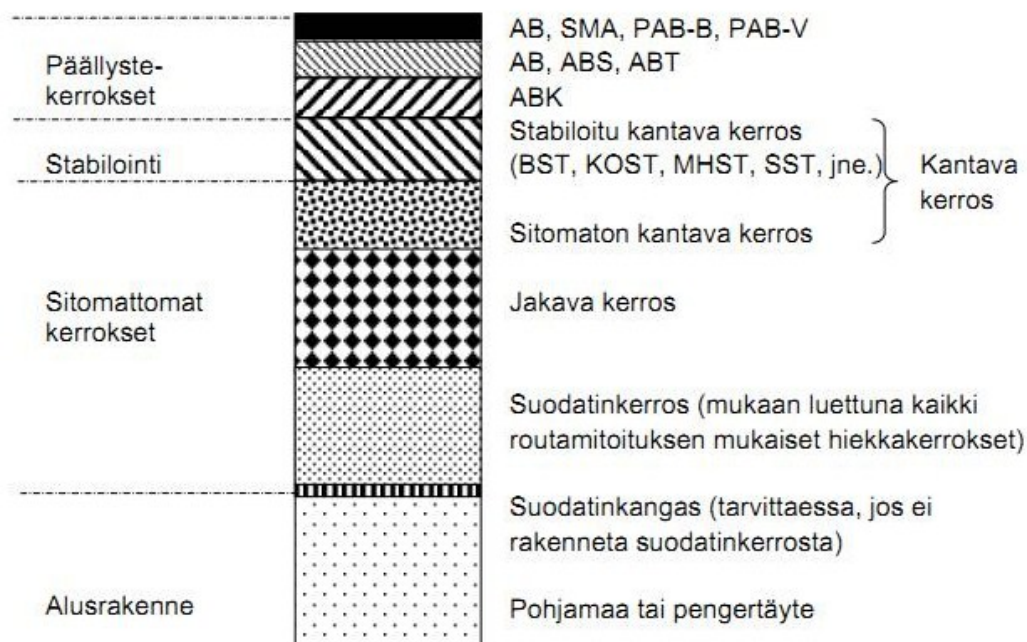 Päällyste-
kerrokset
Stabilointi
Sitomattomat
kerrokset
Alusrakenne
AB, SMA, PAB-B, PAB-V
AB, ABS, ABT
ABK
Stabiloitu kantava kerros
(BST, KOST, MHST, SST, jne.)
Sitomaton kantava kerros
Kantava
kerros
Jakava kerros
Suodatinkerros (mukaan luettuna kaikki
routamitoituksen mukaiset hiekkakerrokset)
Suodatinkangas (tarvittaessa, jos ei
rakenneta suodatinkerrosta)
Pohjamaa tai pengertäyte